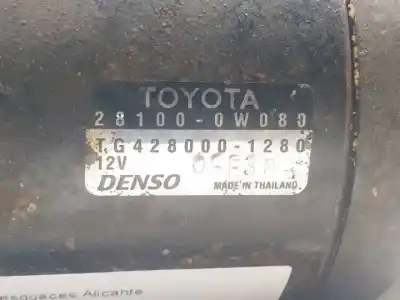 TOYOTA
28100-0W080
TG428000-1280
12V
DENSO MADE IN THAILAND
Alicante